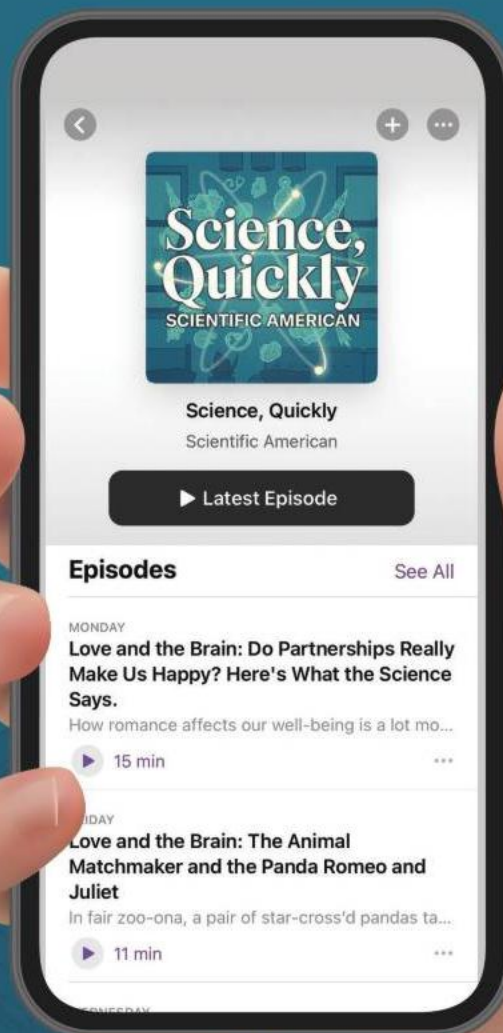 Science,
Quickly
SCIENTIFIC AMERICAN
Science, Quickly
Scientific American
Latest Episode
Episodes
See All
MONDAY
Love and the Brain: Do Partnerships Really
Make Us Happy? Here's What the Science
Says.
How romance affects our well-being is a lot mo...
15 min
Love and the Brain: The Animal
Matchmaker and the Panda Romeo and
Juliet
In fair zoo-ona, a pair of star-cross'd pandas ta...
11 min